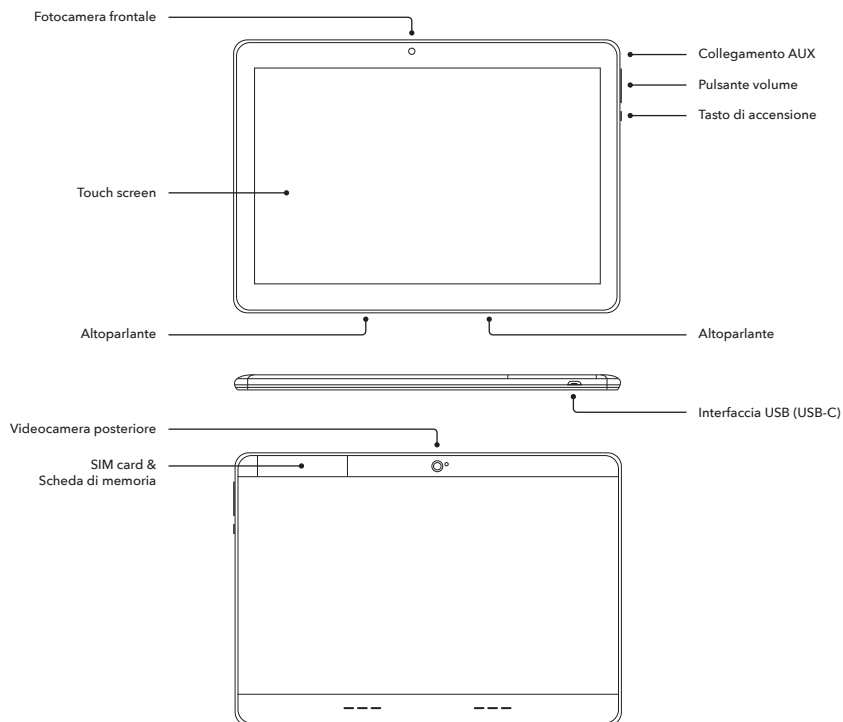 Fotocamera frontale
Collegamento AUX
Pulsante volume
Tasto di accensione
Touch screen
Altoparlante
Altoparlante
Interfaccia USB (USB-C)
Videocamera posteriore
SIM card &
Scheda di memoria